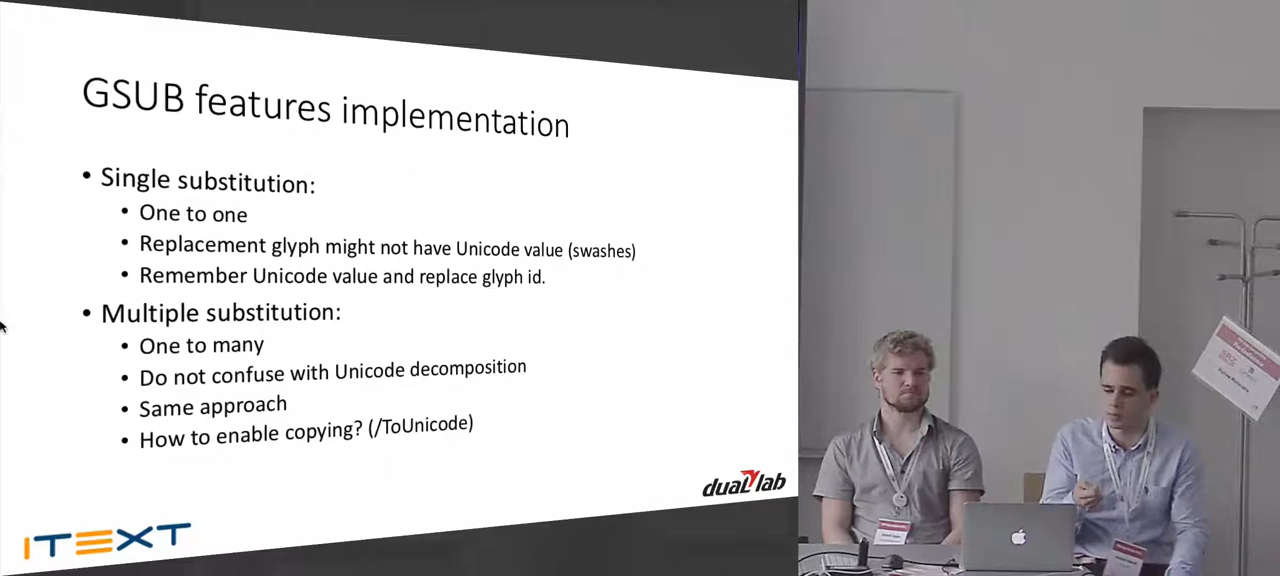 GSUB features implementation
• Single substitution:
• One to one
• Replacement glyph might not have Unicode value (swashes)
• Remember Unicode value and replace glyph id.
• Multiple substitution:
• One to many
• Do not confuse with Unicode decomposition
• Same approach
• How to enable copying? (/ToUnicode)
dual lab
iTEXT